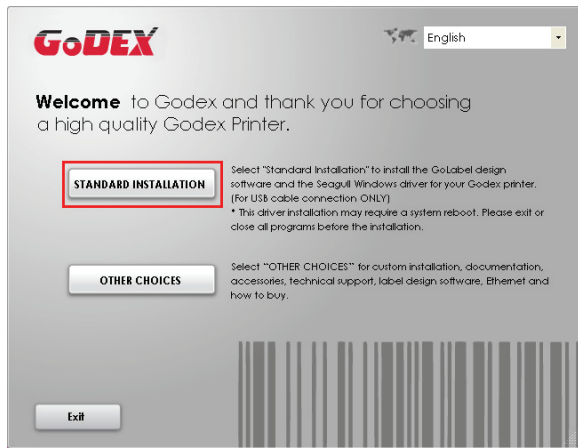 GoDEX
English
Welcome to Godex and thank you for choosing
a high quality Godex Printer.
STANDARD INSTALLATION
Select "Standard Installation" to install the GoLabel design
software and the Seagull Windows driver for your Godex printer.
(For USB cable connection ONLY)
* This driver installation may require a system reboot. Please exit or
close all programs before the installation.
OTHER CHOICES
Select "OTHER CHOICES" for custom installation, documentation,
accessories, technical support, label design software, Ethernet and
how to buy.
Exit